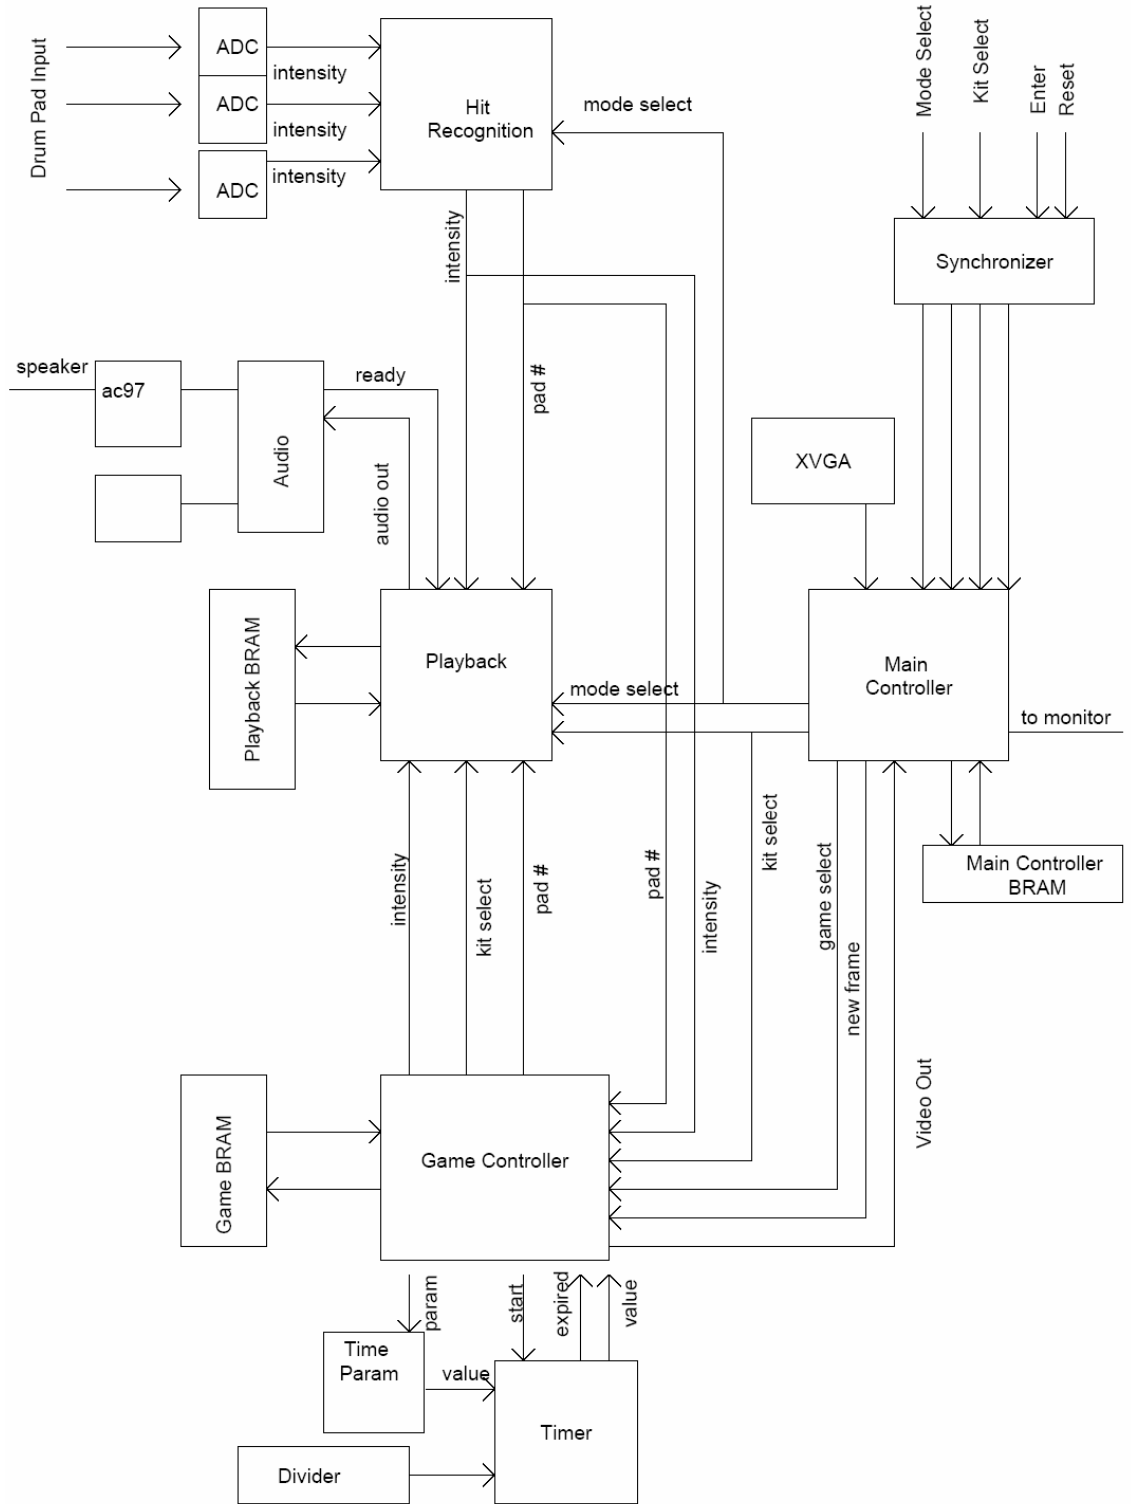 Drum Pad Input
ADC
intensity
ADC
intensity
ADC
intensity
Hit
Recognition
mode select
Mode Select
Kit Select
Enter
Reset
Synchronizer
intensity
pad #
speaker
ac97
Audio
ready
audio out
XVGA
Playback BRAM
Playback
mode select
Main
Controller
to monitor
Main Controller
BRAM
intensity
kit select
pad #
pad #
intensity
kit select
game select
new frame
Video Out
Game BRAM
Game Controller
param
start
expired
value
Time
Param
value
Timer
Divider